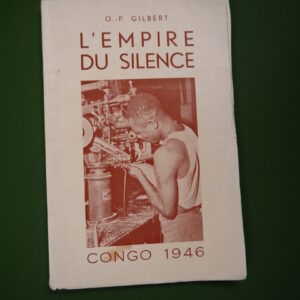 O.-P. GILBERT
L'EMPIRE
DU SILENCE
CONGO 1946